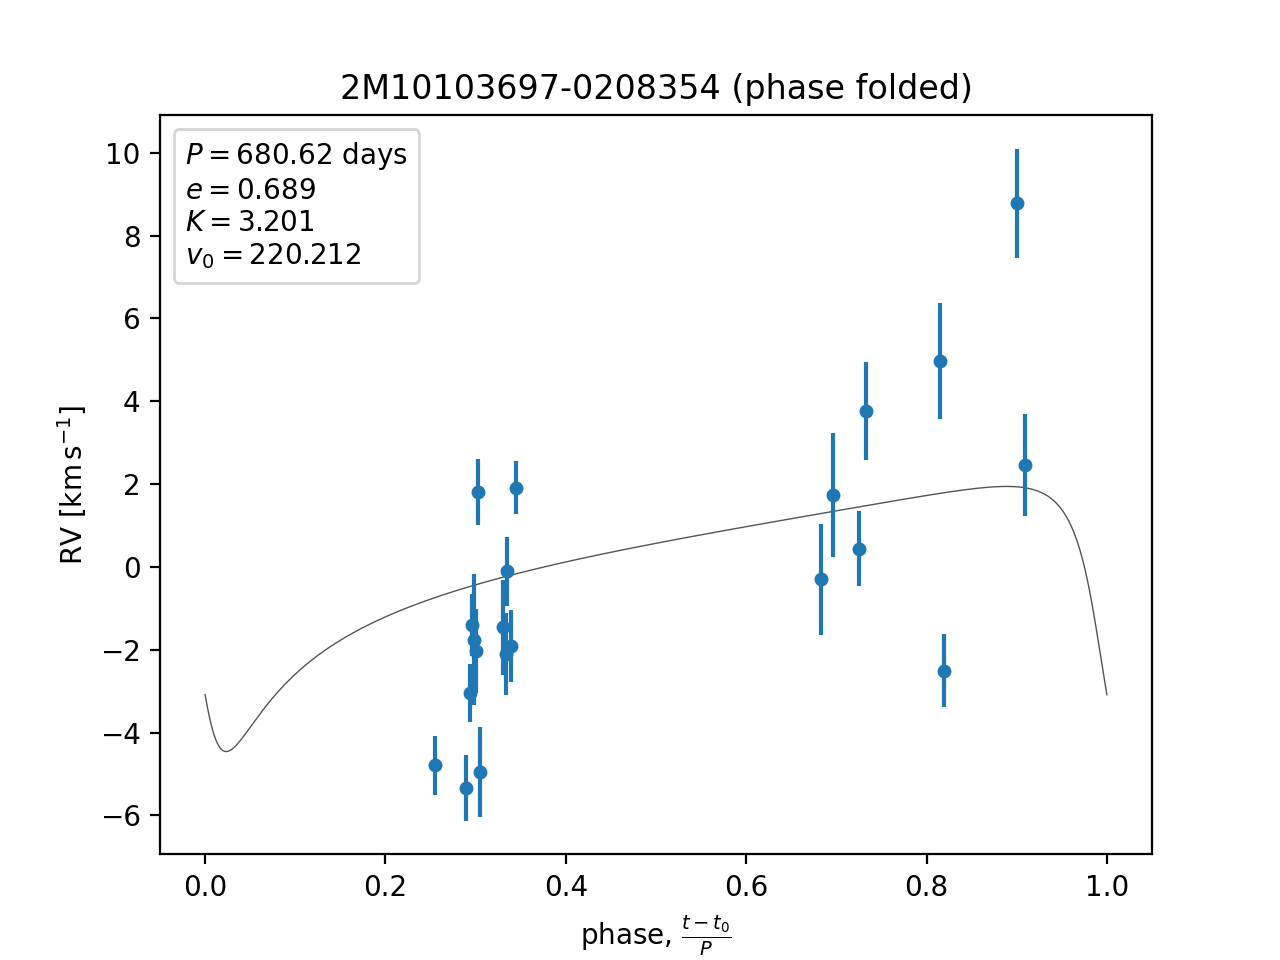 2M10103697-0208354 (phase folded)
P = 680.62 days
e = 0.689
K = 3.201
v₀ = 220.212
10
8
6
4
2
0
−2
−4
−6
RV [km s⁻¹]
0.0 0.2 0.4 0.6 0.8 1.0
phase, (t − t₀)/P